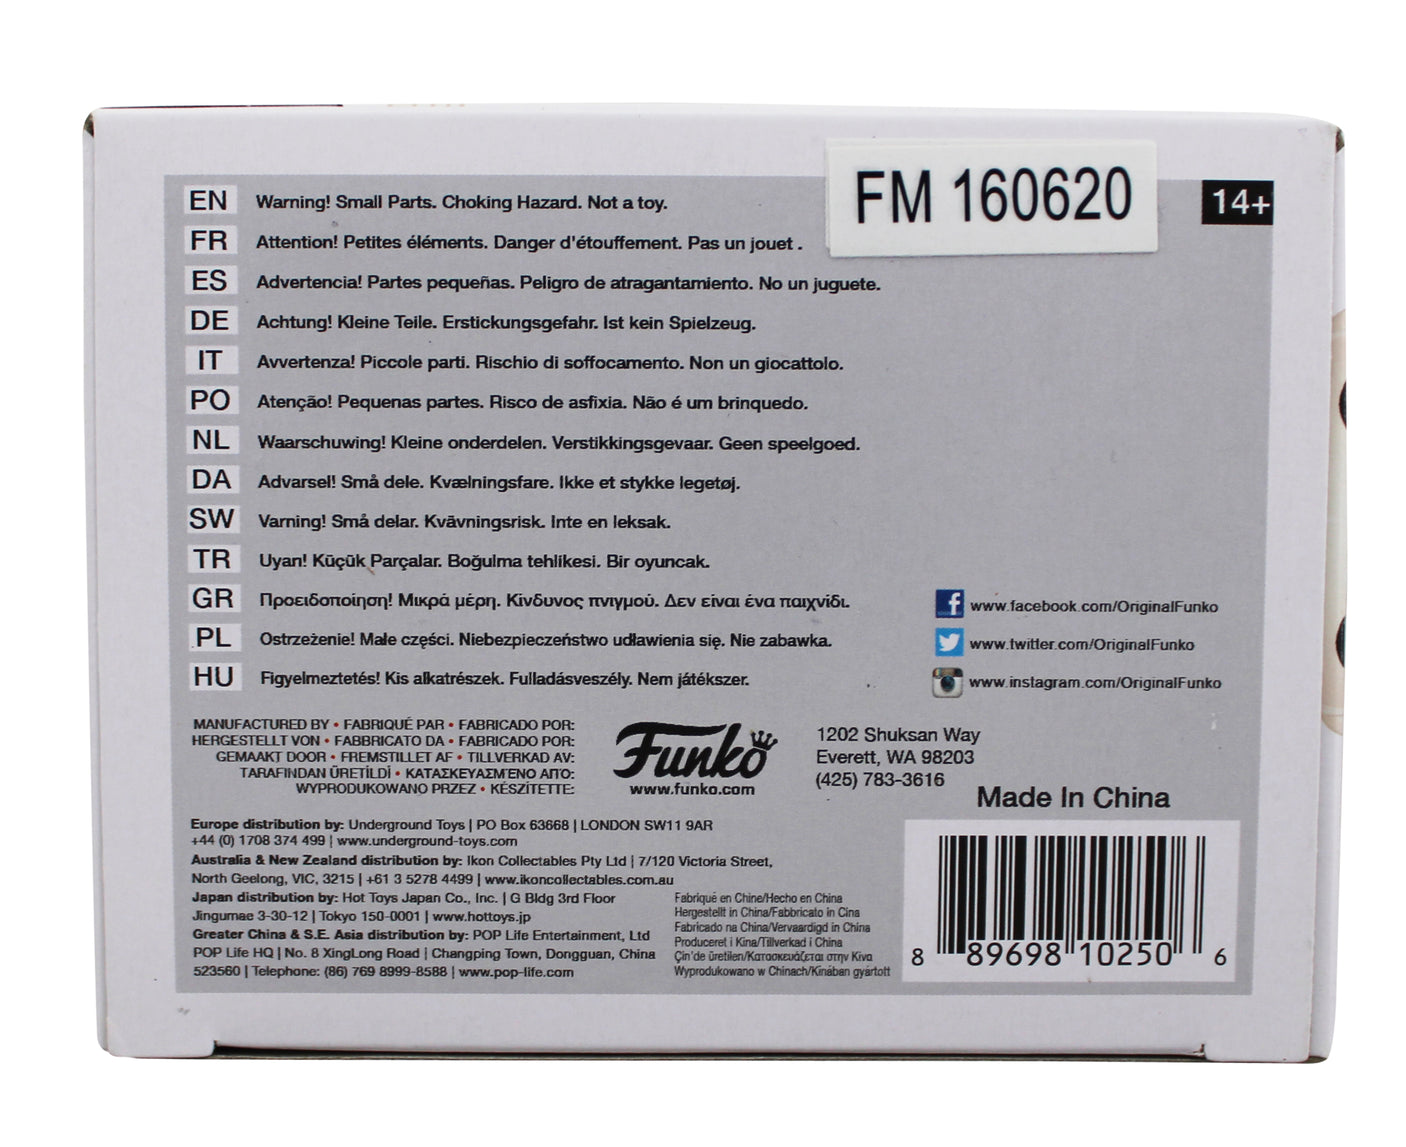 FM 160620
14+
EN Warning! Small Parts. Choking Hazard. Not a toy.
FR Attention! Petites éléments. Danger d'étouffement. Pas un jouet .
ES Advertencia! Partes pequeñas. Peligro de atragantamiento. No un juguete.
DE Achtung! Kleine Teile. Erstickungsgefahr. Ist kein Spielzeug.
IT Avvertenza! Piccole parti. Rischio di soffocamento. Non un giocattolo.
PO Atenção! Pequenas partes. Risco de asfixia. Não é um brinquedo.
NL Waarschuwing! Kleine onderdelen. Verstikkingsgevaar. Geen speelgoed.
DA Advarsel! Små dele. Kvælningsfare. Ikke et stykke legetøj.
SW Varning! Små delar. Kvävningsrisk. Inte en leksak.
TR Uyan! Küçük Parçalar. Boğulma tehlikesi. Bir oyuncak.
GR Προειδοποίηση! Μικρά μέρη. Κίνδυνος πνιγμού. Δεν είναι ένα παιχνίδι.
PL Ostrzeżenie! Małe części. Niebezpieczeństwo udławienia się. Nie zabawka.
HU Figyelmeztetés! Kis alkatrészek. Fulladásveszély. Nem játékszer.
f www.facebook.com/OriginalFunko
www.twitter.com/OriginalFunko
www.instagram.com/OriginalFunko
MANUFACTURED BY • FABRIQUÉ PAR • FABRICADO POR:
HERGESTELLT VON • FABBRICATO DA • FABRICADO POR:
GEMAAKT DOOR • FREMSTILLET AF • TILLVERKAD AV:
TARAFINDAN ÜRETİLDİ • ΚΑΤΑΣΚΕΥΑΣΜΈΝΟ ΑΠΌ:
WYPRODUKOWANO PRZEZ • KÉSZÍTETTE:
Funko
www.funko.com
1202 Shuksan Way
Everett, WA 98203
(425) 783-3616
Made In China
Europe distribution by: Underground Toys | PO Box 63668 | LONDON SW11 9AR
+44 (0) 1708 374 499 | www.underground-toys.com
Australia & New Zealand distribution by: Ikon Collectables Pty Ltd | 7/120 Victoria Street,
North Geelong, VIC, 3215 | +61 3 5278 4499 | www.ikoncollectables.com.au
Japan distribution by: Hot Toys Japan Co., Inc. | G Bldg 3rd Floor
Jingumae 3-30-12 | Tokyo 150-0001 | www.hottoys.jp
Greater China & S.E. Asia distribution by: POP Life Entertainment, Ltd
POP Life HQ | No. 8 XingLong Road | Changping Town, Dongguan, China
523560 | Telephone: (86) 769 8999-8588 | www.pop-life.com
Fabriqué en Chine/Hecho en China
Hergestellt in China/Fabbricato in Cina
Fabricado na China/Vervaardigd in China
Produceret i Kina/Tillverkad i China
Çin'de üretilen/Κατασκευάζεται στην Κίνα
Wyprodukowano w Chinach/Kínában gyártott
8 89698 10250 6